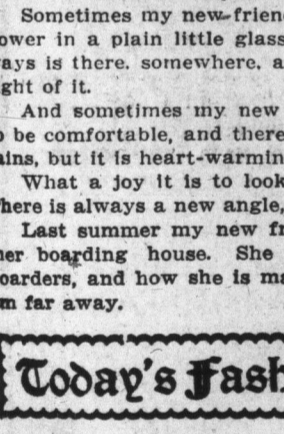 Sometimes my new friend
ower in a plain little glass
ays is there, somewhere, a
ght of it.
And sometimes my new
o be comfortable, and there
ains, but it is heart-warmin
What a joy it is to look
here is always a new angle,
Last summer my new fr
ner boarding house. She
oarders, and how she is ma
m far away.
Today's Fash